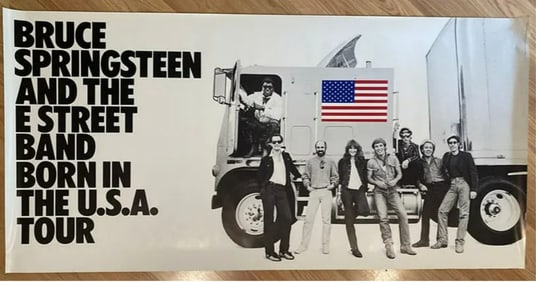 BRUCE
SPRINGSTEEN
AND THE
E STREET
BAND
BORN IN
THE U.S.A.
TOUR